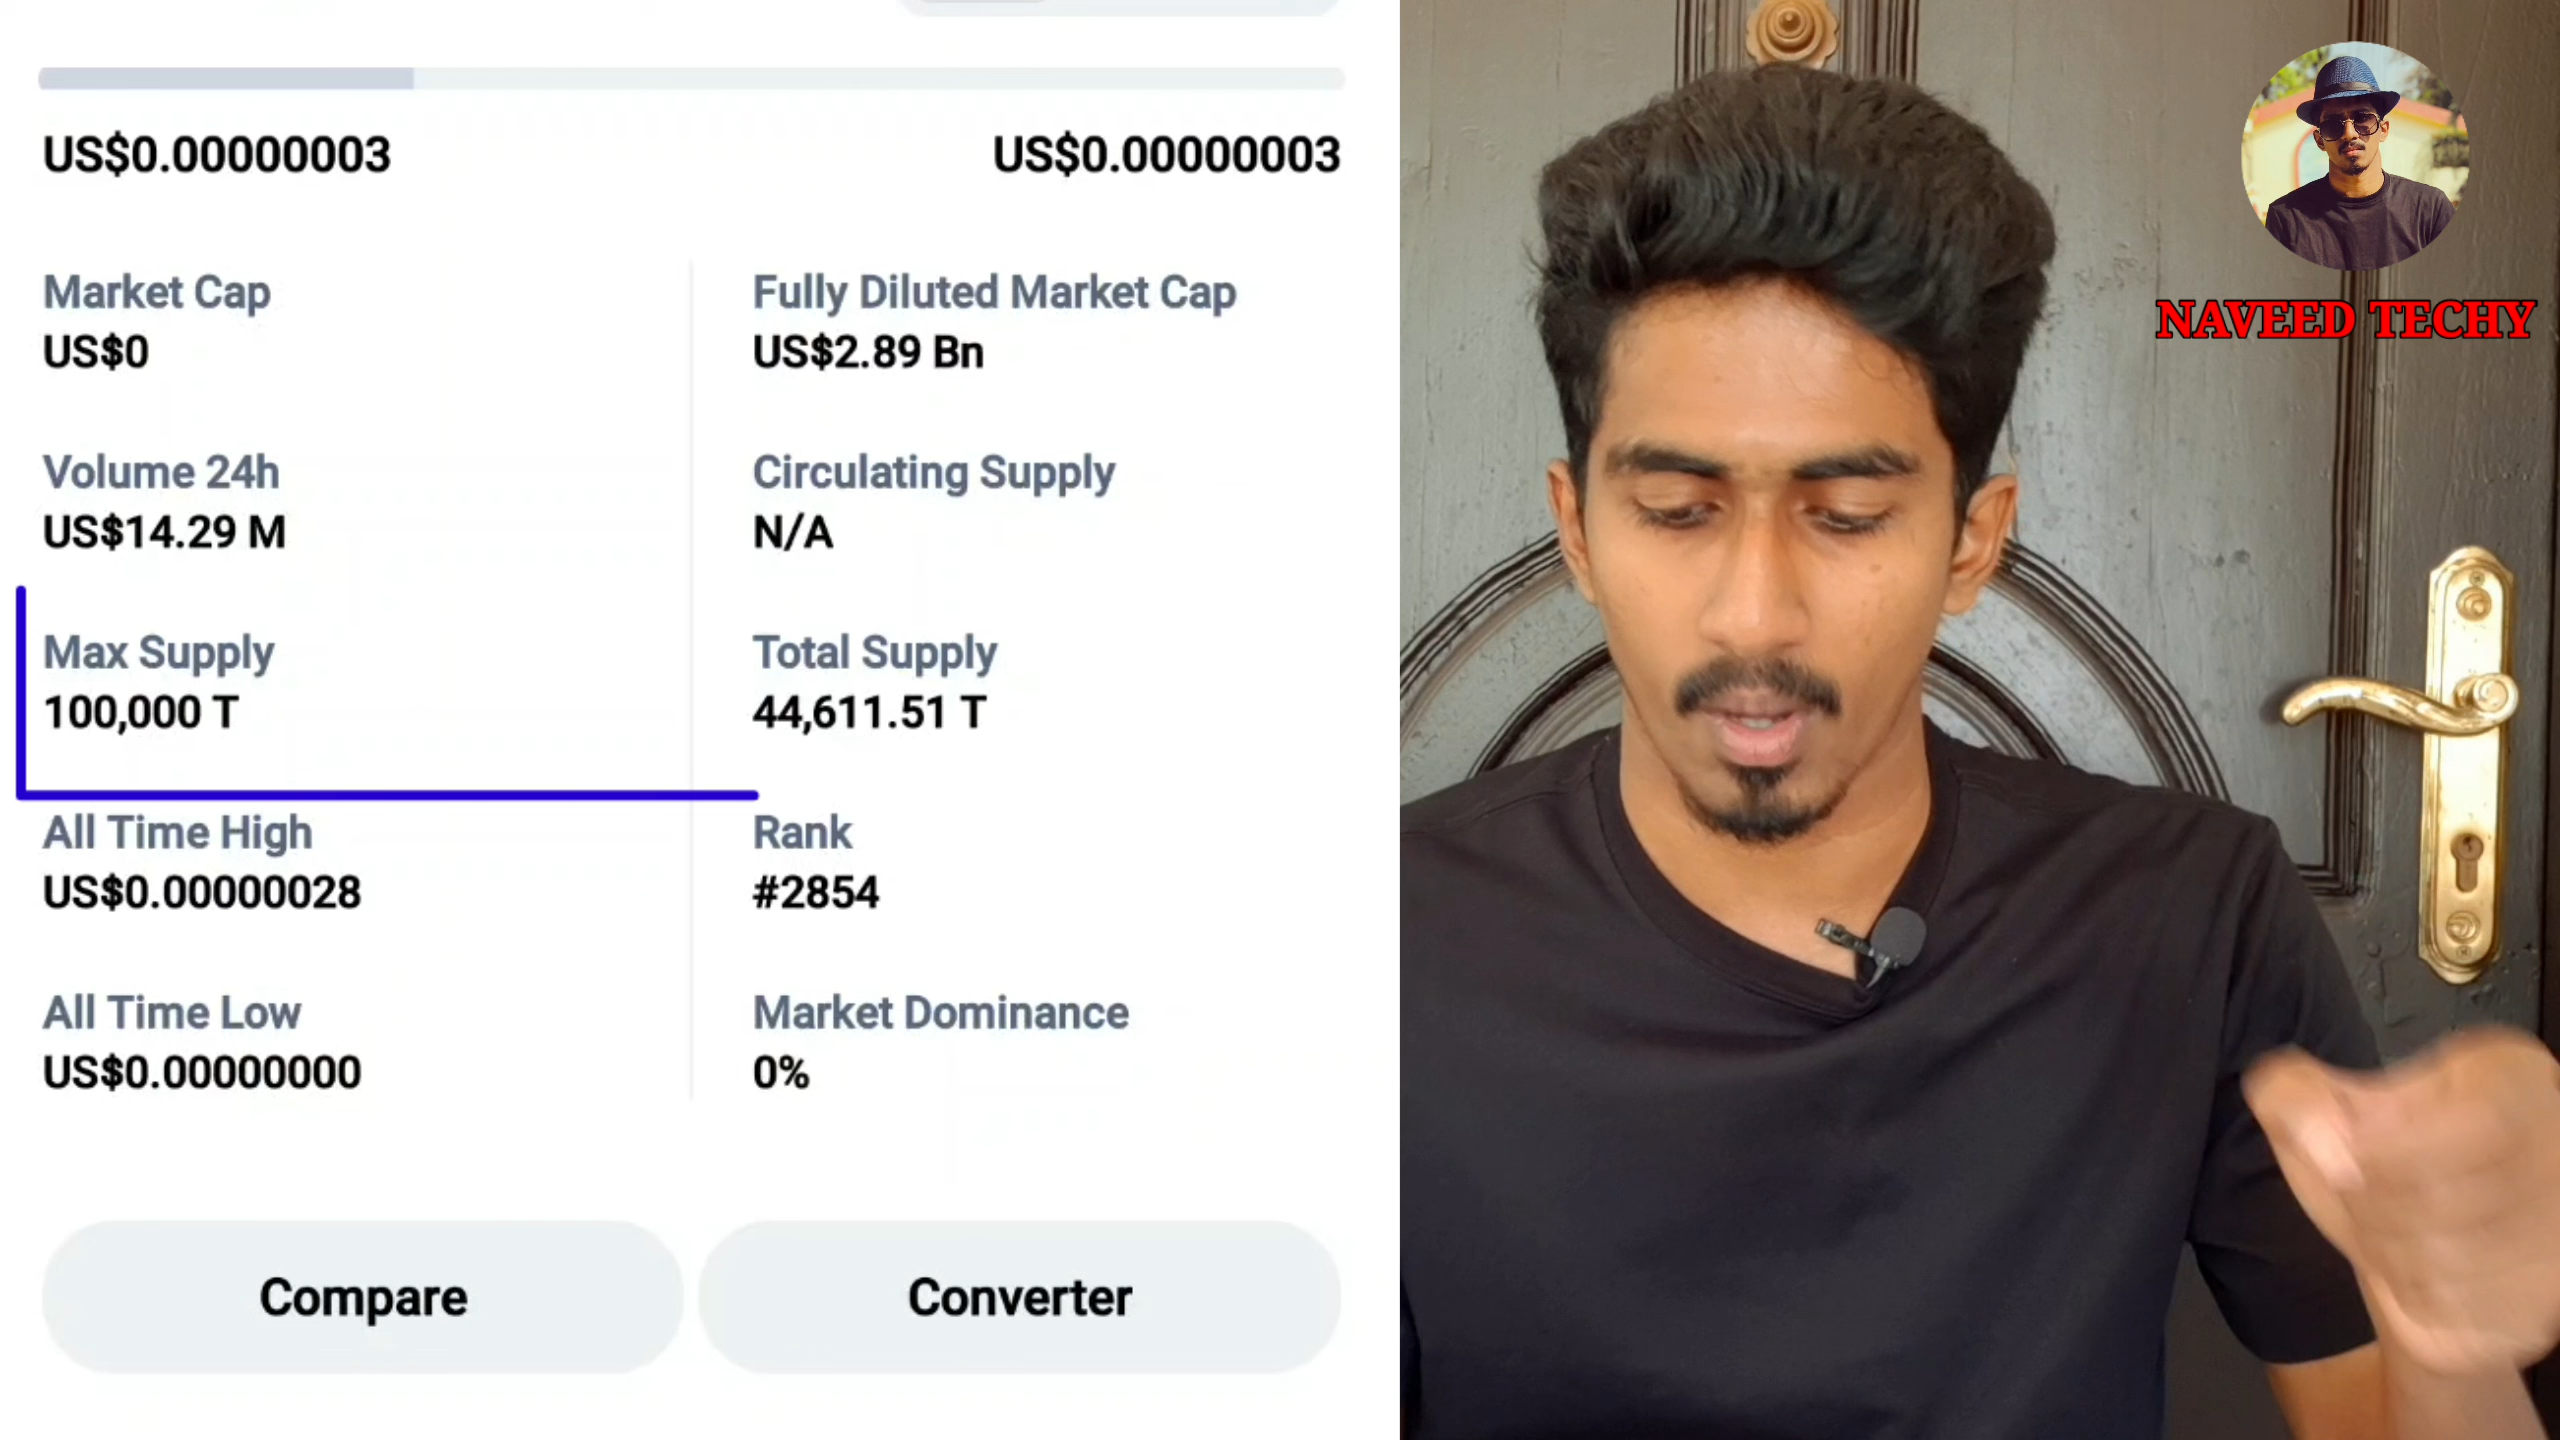 US$0.00000003
US$0.00000003
Market Cap
US$0
Fully Diluted Market Cap
US$2.89 Bn
Volume 24h
US$14.29 M
Circulating Supply
N/A
Max Supply
100,000 T
Total Supply
44,611.51 T
All Time High
US$0.00000028
Rank
#2854
All Time Low
US$0.00000000
Market Dominance
0%
Compare
Converter
NAVEED TECHY